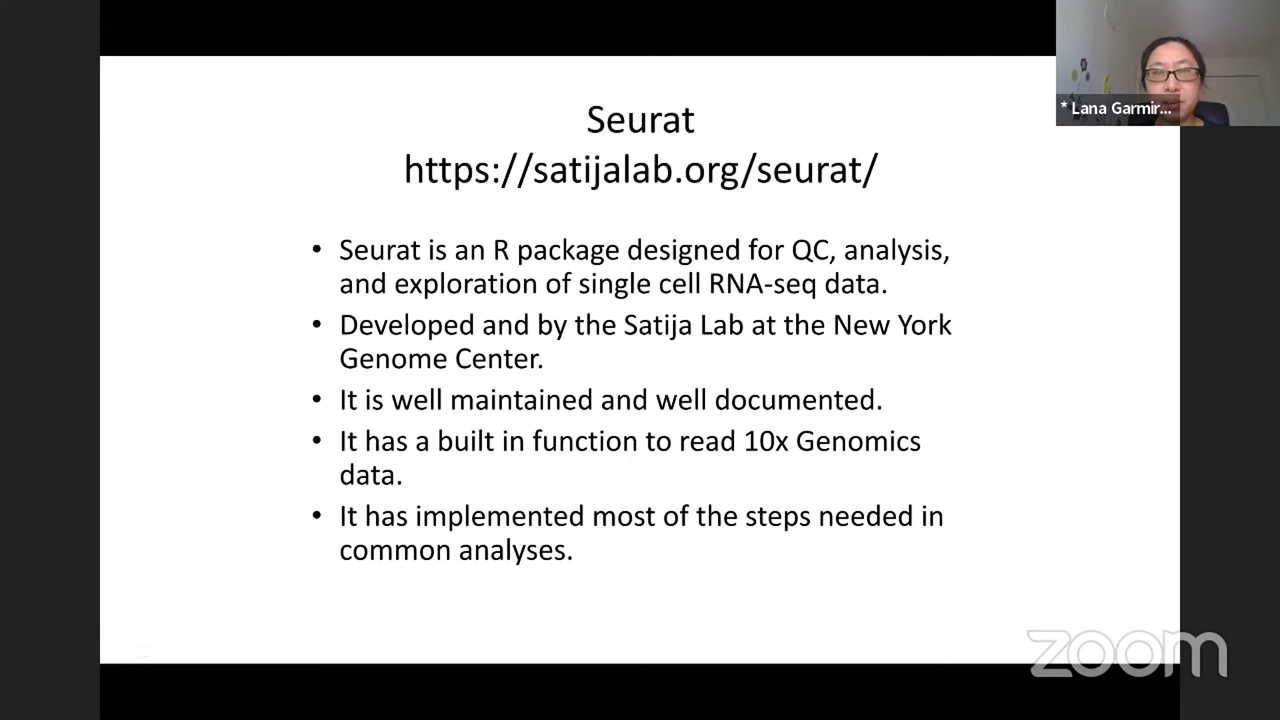 Seurat
https://satijalab.org/seurat/
• Seurat is an R package designed for QC, analysis,
and exploration of single cell RNA-seq data.
• Developed and by the Satija Lab at the New York
Genome Center.
• It is well maintained and well documented.
• It has a built in function to read 10x Genomics
data.
• It has implemented most of the steps needed in
common analyses.
* Lana Garmir...
zoom